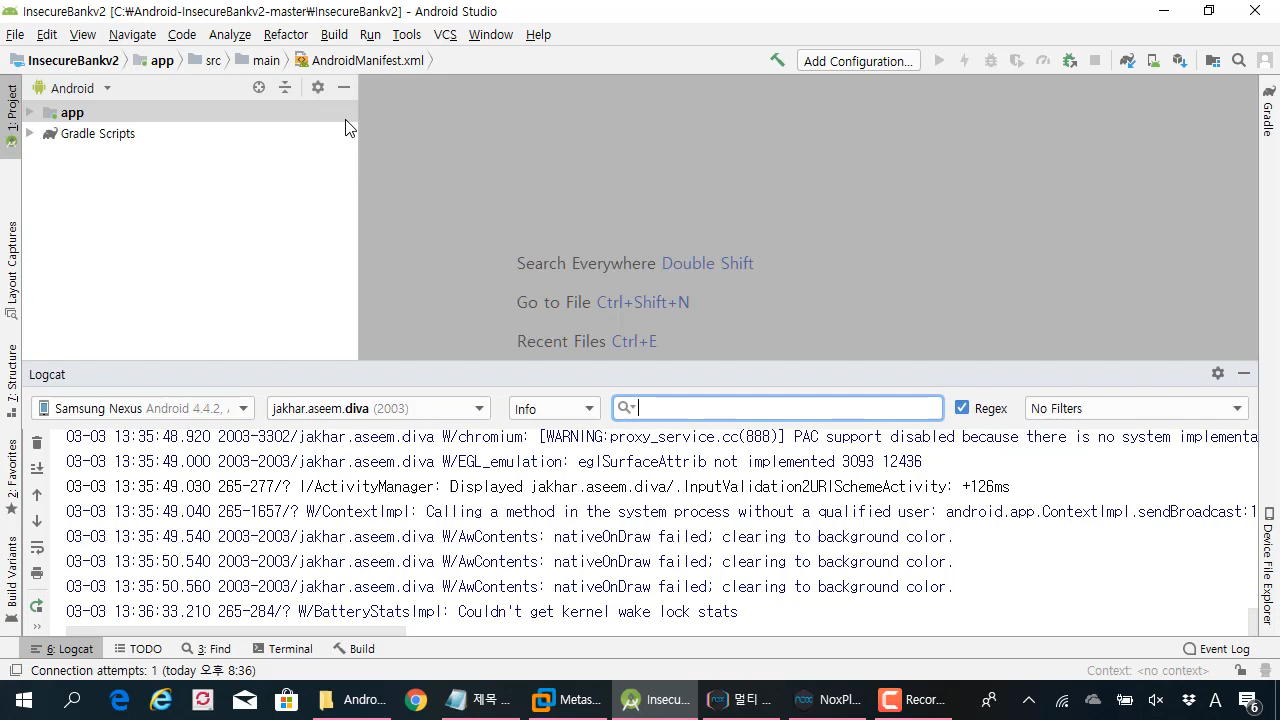 InsecureBankv2 [C:￦Android-InsecureBankv2-master￦InsecureBankv2] - Android Studio
File Edit View Navigate Code Analyze Refactor Build Run Tools VCS Window Help
InsecureBankv2 app src main AndroidManifest.xml Add Configuration...
1: Project
Android
app
Gradle Scripts
Gradle
Layout Captures
Search Everywhere Double Shift
Go to File Ctrl+Shift+N
Recent Files Ctrl+E
7: Structure
Logcat
Samsung Nexus Android 4.4.2, jakhar.aseem.diva (2003) Info Regex No Filters
03-03 13:35:48.920 2003-3302/jakhar.aseem.diva W/chromium: [WARNING:proxy_service.cc(888)] PAC support disabled because there is no system implementa
03-03 13:35:49.000 2003-2003/jakhar.aseem.diva W/EGL_emulation: eglSurfaceAttrib not implemented 3093 12436
03-03 13:35:49.030 265-277/? I/ActivityManager: Displayed jakhar.aseem.diva/.InputValidation2URISchemeActivity: +126ms
03-03 13:35:49.040 265-1657/? W/ContextImpl: Calling a method in the system process without a qualified user: android.app.ContextImpl.sendBroadcast:1
03-03 13:35:49.540 2003-2003/jakhar.aseem.diva W/AwContents: nativeOnDraw failed; clearing to background color.
03-03 13:35:50.060 2003-2003/jakhar.aseem.diva W/AwContents: nativeOnDraw failed; clearing to background color.
03-03 13:35:50.560 2003-2003/jakhar.aseem.diva W/AwContents: nativeOnDraw failed; clearing to background color.
03-03 13:36:33.210 265-284/? W/BatteryStatsImpl: Couldn't get kernel wake lock stats
2: Favorites
Build Variants
Device File Explorer
6: Logcat TODO 3: Find Terminal Build Event Log
Connection attempts: 1 (today 오후 8:36) Context: <no context>
Andro... 제목 ... Metas... Insecu... 멀티 ... NoxPl... Recor... A 6